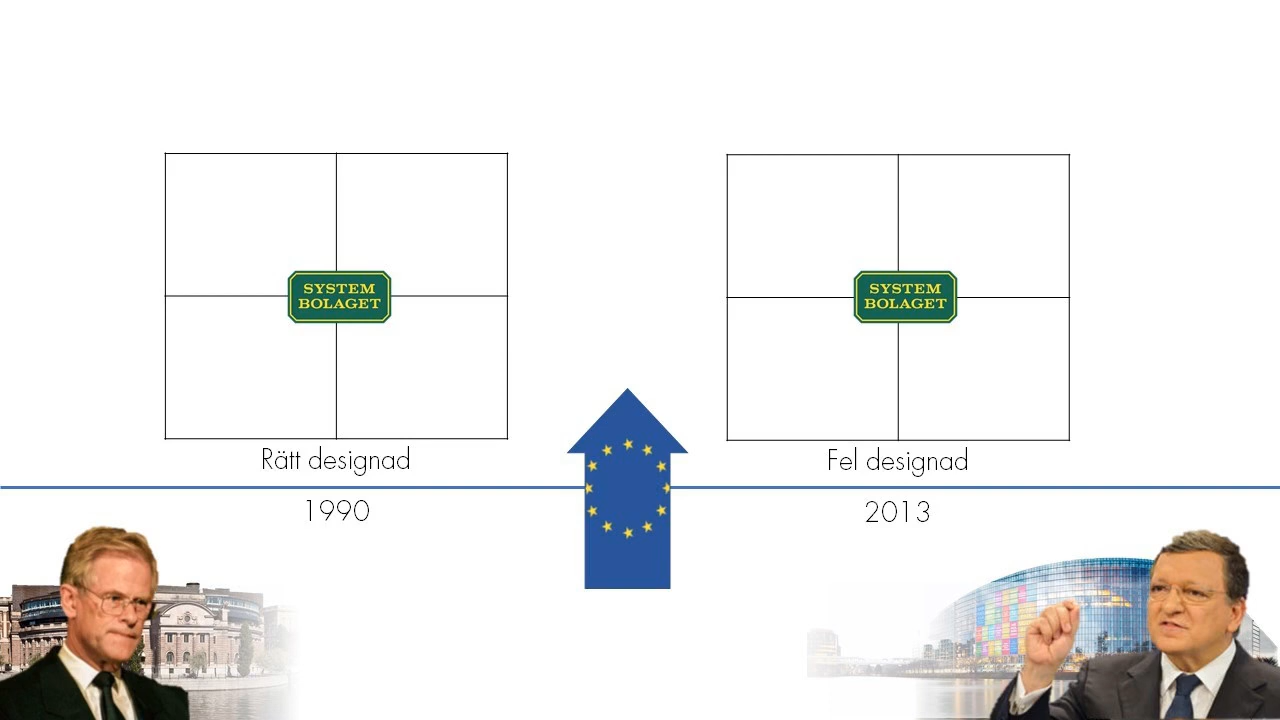 SYSTEM
BOLAGET
SYSTEM
BOLAGET
Rätt designad
Fel designad
1990
2013